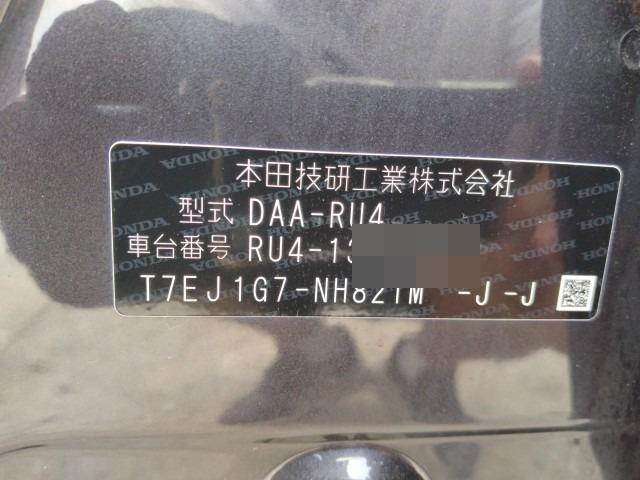 本田技研工業株式会社
型式 DAA-RU4
車台番号 RU4-13
T7EJ1G7-NH821M -J -J